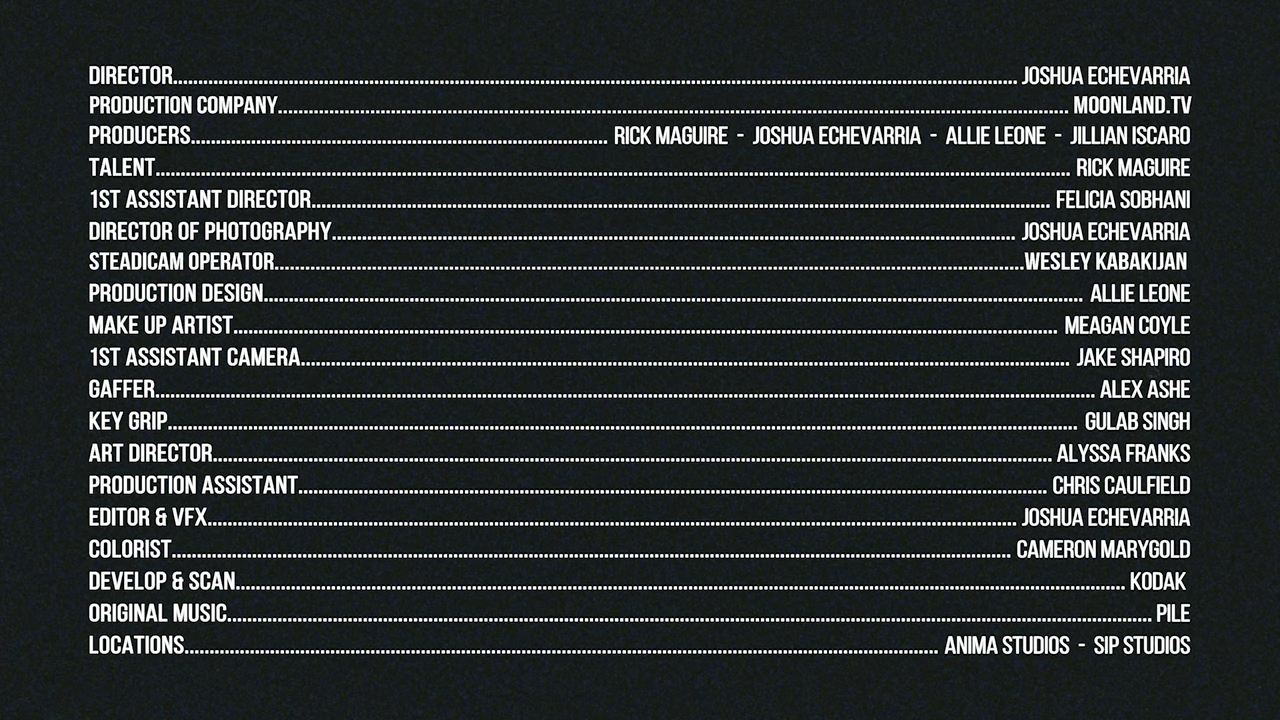 DIRECTOR........ JOSHUA ECHEVARRIA
PRODUCTION COMPANY........ MOONLAND.TV
PRODUCERS........ RICK MAGUIRE - JOSHUA ECHEVARRIA - ALLIE LEONE - JILLIAN ISCARO
TALENT........ RICK MAGUIRE
1ST ASSISTANT DIRECTOR........ FELICIA SOBHANI
DIRECTOR OF PHOTOGRAPHY........ JOSHUA ECHEVARRIA
STEADICAM OPERATOR........WESLEY KABAKIJAN
PRODUCTION DESIGN........ ALLIE LEONE
MAKE UP ARTIST........ MEAGAN COYLE
1ST ASSISTANT CAMERA........ JAKE SHAPIRO
GAFFER........ ALEX ASHE
KEY GRIP........ GULAB SINGH
ART DIRECTOR........ ALYSSA FRANKS
PRODUCTION ASSISTANT........ CHRIS CAULFIELD
EDITOR & VFX........ JOSHUA ECHEVARRIA
COLORIST........ CAMERON MARYGOLD
DEVELOP & SCAN........ KODAK
ORIGINAL MUSIC........ PILE
LOCATIONS........ ANIMA STUDIOS - SIP STUDIOS